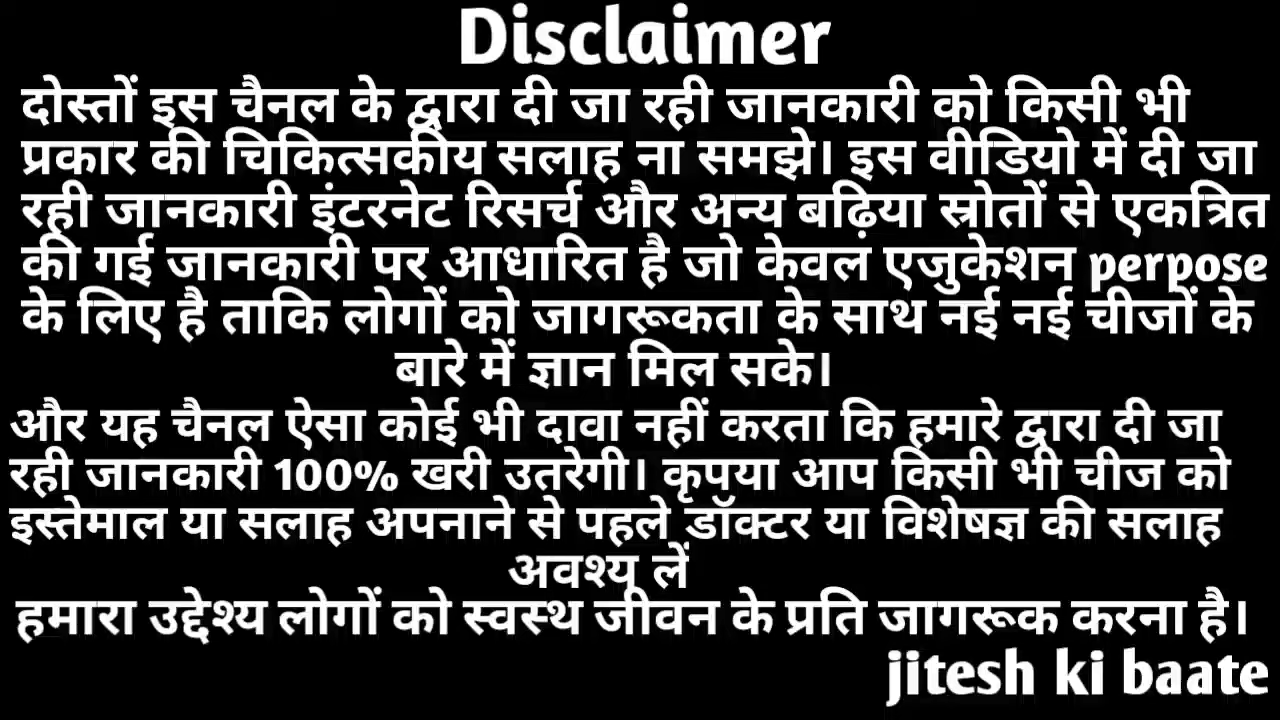 Disclaimer
दोस्तों इस चैनल के द्वारा दी जा रही जानकारी को किसी भी
प्रकार की चिकित्सकीय सलाह ना समझे। इस वीडियो में दी जा
रही जानकारी इंटरनेट रिसर्च और अन्य बढ़िया स्रोतों से एकत्रित
की गई जानकारी पर आधारित है जो केवल एजुकेशन perpose
के लिए है ताकि लोगों को जागरूकता के साथ नई नई चीजों के
बारे में ज्ञान मिल सके।
और यह चैनल ऐसा कोई भी दावा नहीं करता कि हमारे द्वारा दी जा
रही जानकारी 100% खरी उतरेगी। कृपया आप किसी भी चीज को
इस्तेमाल या सलाह अपनाने से पहले डॉक्टर या विशेषज्ञ की सलाह
अवश्य लें
हमारा उद्देश्य लोगों को स्वस्थ जीवन के प्रति जागरूक करना है।
jitesh ki baate